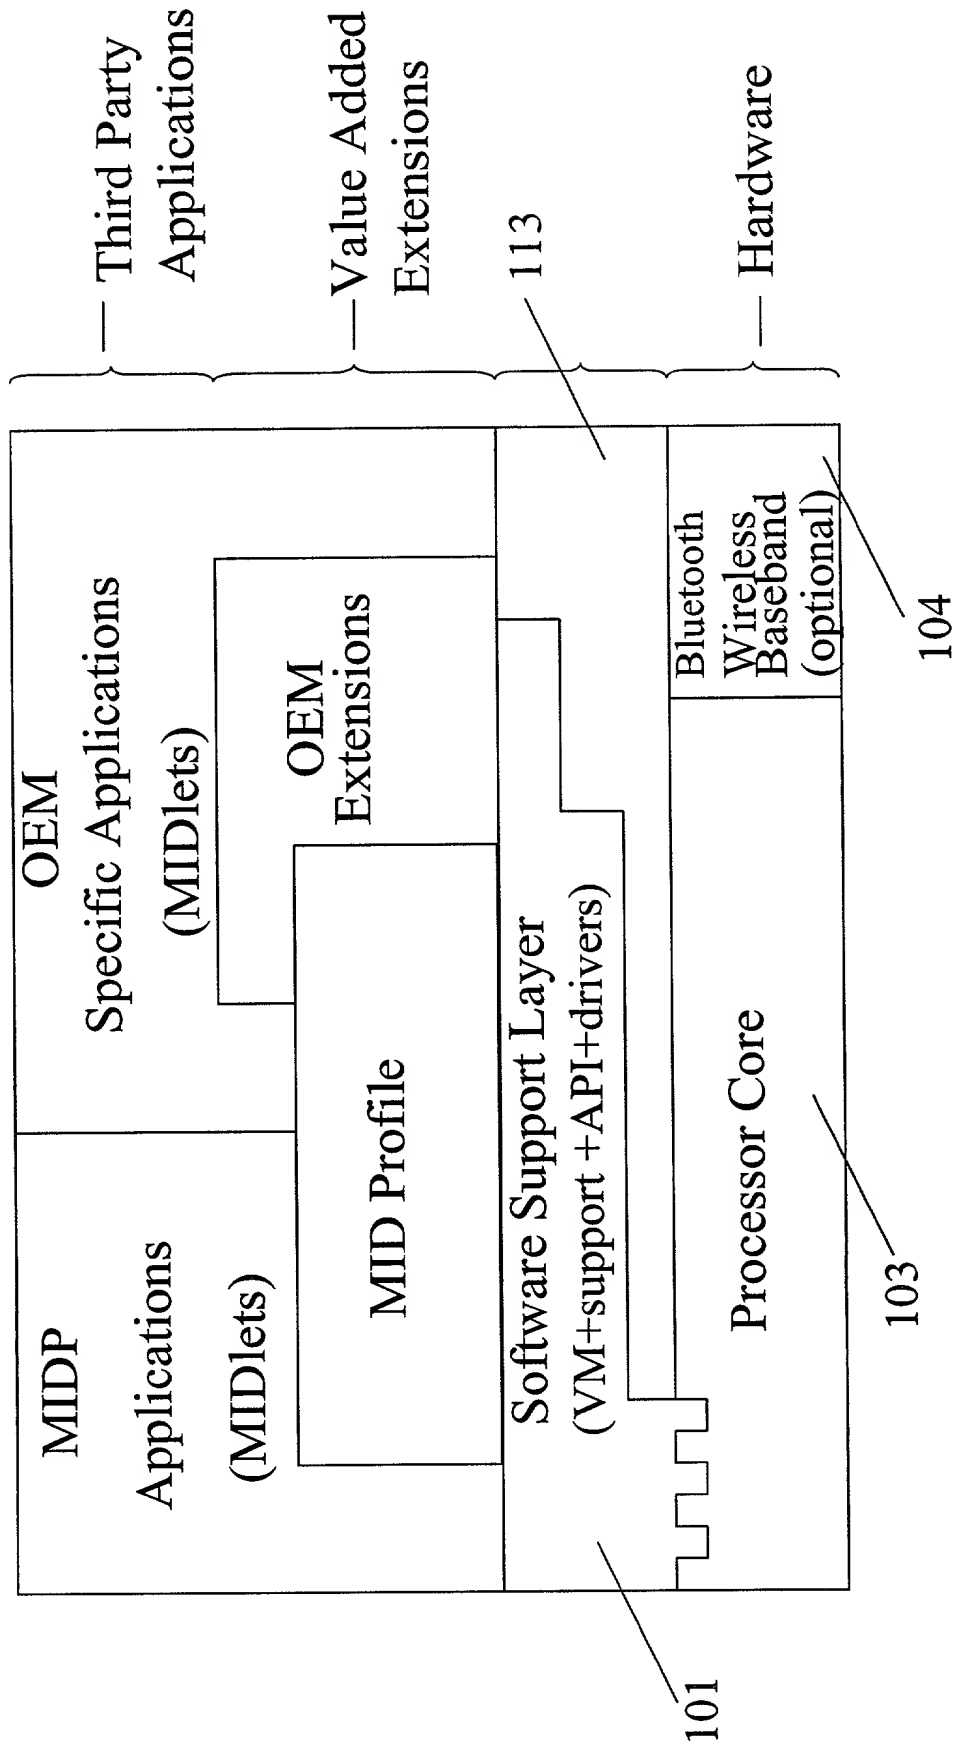 MIDP
Applications
(MIDlets)
OEM
Specific Applications
(MIDlets)
Third Party
Applications
MID Profile
OEM
Extensions
Value Added
Extensions
Software Support Layer
(VM+support +API+drivers)
113
101
Processor Core
Bluetooth
Wireless
Baseband
(optional)
Hardware
103
104